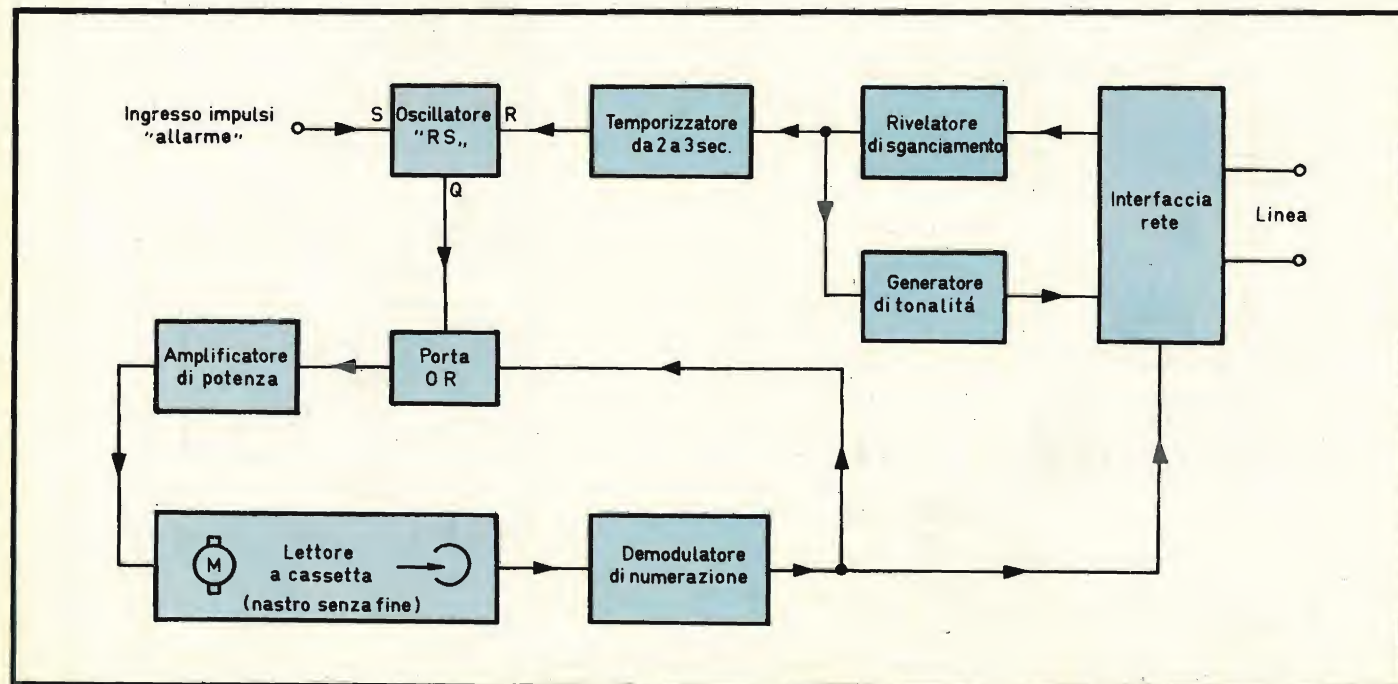 Ingresso impulsi
"allarme"
S
Oscillatore
"RS„
R
Q
Temporizzatore
da 2 a 3 sec.
Rivelatore
di sganciamento
Interfaccia
rete
Linea
Generatore
di tonalitá
Amplificatore
di potenza
Porta
OR
M
Lettore
a cassetta
(nastro senza fine)
Demodulatore
di numerazione